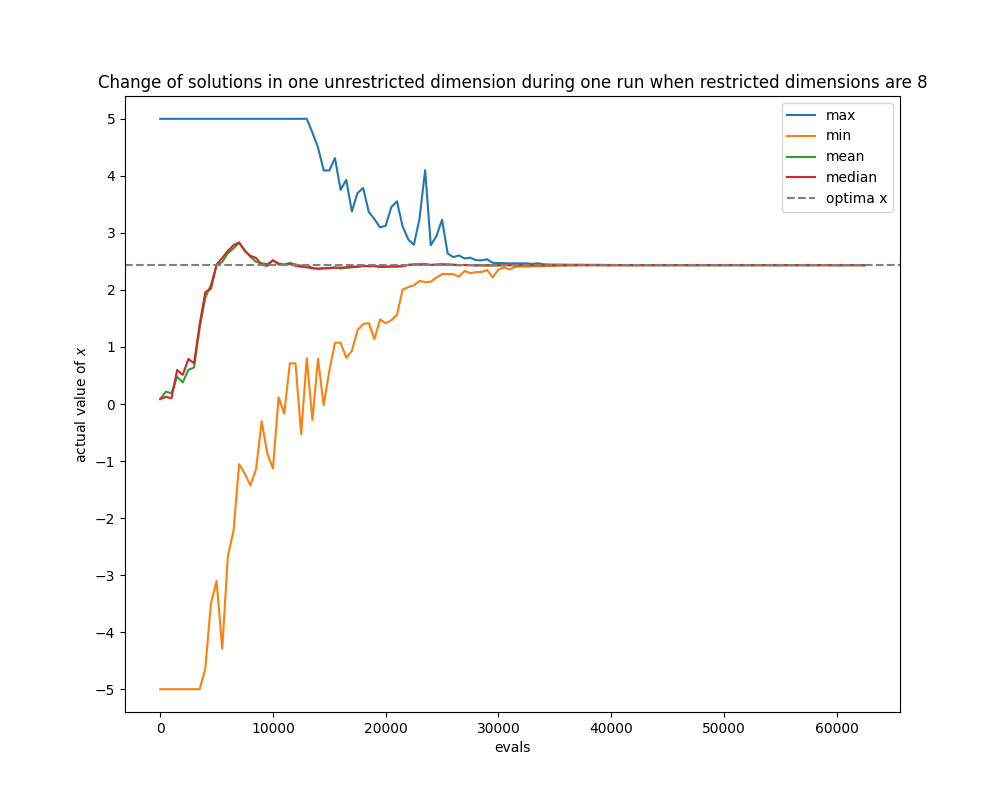 Change of solutions in one unrestricted dimension during one run when restricted dimensions are 8
max
min
mean
median
optima x
5
4
3
2
1
0
−1
−2
−3
−4
−5
actual value of x
0 10000 20000 30000 40000 50000 60000
evals